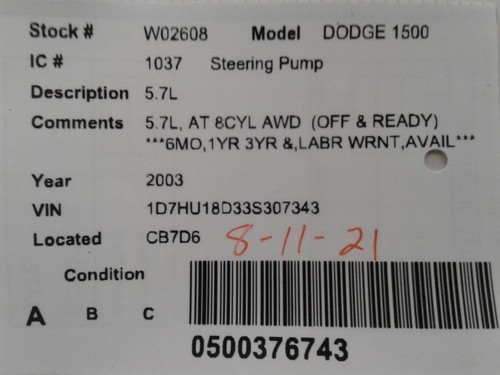 Stock # W02608 Model DODGE 1500
IC # 1037 Steering Pump
Description 5.7L
Comments 5.7L, AT 8CYL AWD (OFF & READY)
***6MO,1YR 3YR &,LABR WRNT,AVAIL***
Year 2003
VIN 1D7HU18D33S307343
Located CB7D6 8-11-21
Condition
A B C
0500376743